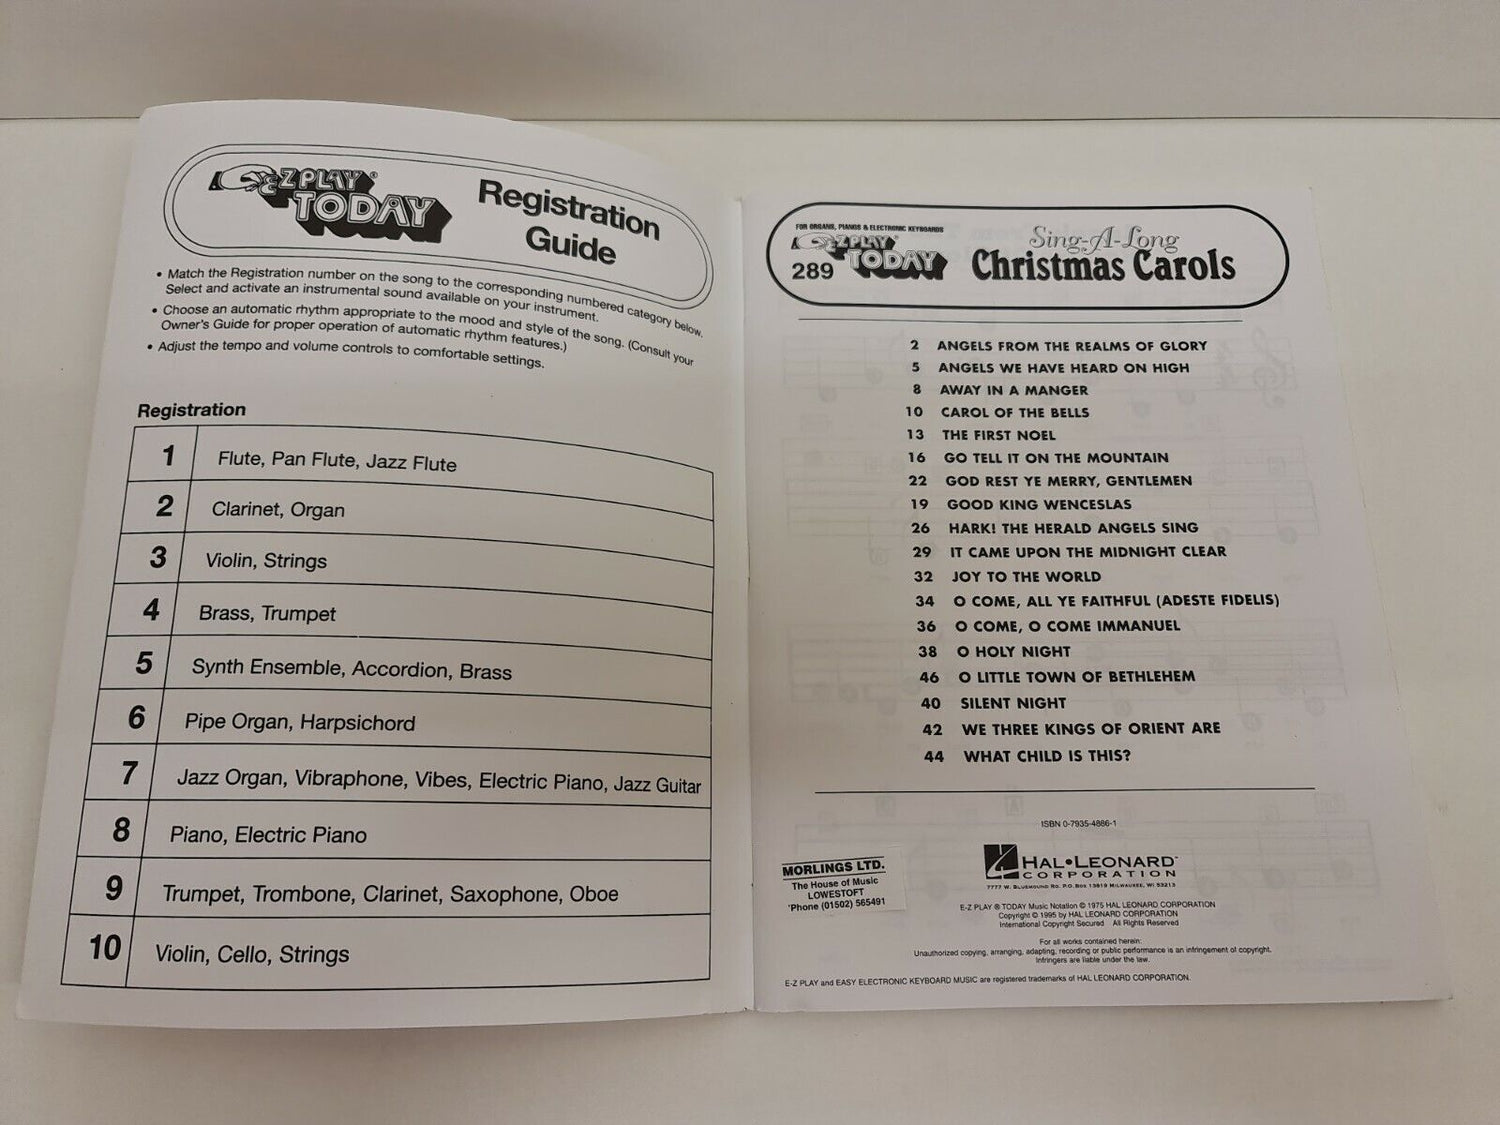 E-Z PLAY® TODAY
Registration
Guide
• Match the Registration number on the song to the corresponding numbered category below.
Select and activate an instrumental sound available on your instrument.
• Choose an automatic rhythm appropriate to the mood and style of the song. (Consult your
Owner's Guide for proper operation of automatic rhythm features.)
• Adjust the tempo and volume controls to comfortable settings.
Registration
1 Flute, Pan Flute, Jazz Flute
2 Clarinet, Organ
3 Violin, Strings
4 Brass, Trumpet
5 Synth Ensemble, Accordion, Brass
6 Pipe Organ, Harpsichord
7 Jazz Organ, Vibraphone, Vibes, Electric Piano, Jazz Guitar
8 Piano, Electric Piano
9 Trumpet, Trombone, Clarinet, Saxophone, Oboe
10 Violin, Cello, Strings
FOR ORGANS, PIANOS & ELECTRONIC KEYBOARDS
E-Z PLAY® TODAY
289
Sing-A-Long
Christmas Carols
2 ANGELS FROM THE REALMS OF GLORY
5 ANGELS WE HAVE HEARD ON HIGH
8 AWAY IN A MANGER
10 CAROL OF THE BELLS
13 THE FIRST NOEL
16 GO TELL IT ON THE MOUNTAIN
22 GOD REST YE MERRY, GENTLEMEN
19 GOOD KING WENCESLAS
26 HARK! THE HERALD ANGELS SING
29 IT CAME UPON THE MIDNIGHT CLEAR
32 JOY TO THE WORLD
34 O COME, ALL YE FAITHFUL (ADESTE FIDELIS)
36 O COME, O COME IMMANUEL
38 O HOLY NIGHT
46 O LITTLE TOWN OF BETHLEHEM
40 SILENT NIGHT
42 WE THREE KINGS OF ORIENT ARE
44 WHAT CHILD IS THIS?
ISBN 0-7935-4886-1
HAL•LEONARD™
CORPORATION
7777 W. BLUEMOUND RD. P.O. BOX 13819 MILWAUKEE, WI 53213
MORLINGS LTD.
The House of Music
LOWESTOFT
'Phone (01502) 565491
E-Z PLAY ® TODAY Music Notation © 1975 HAL LEONARD CORPORATION
Copyright © 1995 by HAL LEONARD CORPORATION
International Copyright Secured All Rights Reserved
For all works contained herein:
Unauthorized copying, arranging, adapting, recording or public performance is an infringement of copyright.
Infringers are liable under the law.
E-Z PLAY and EASY ELECTRONIC KEYBOARD MUSIC are registered trademarks of HAL LEONARD CORPORATION.